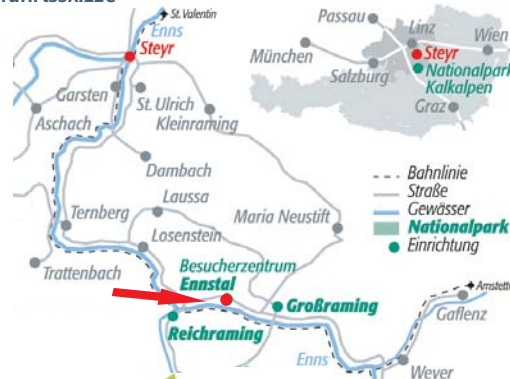 St. Valentin
Enns
Steyr
Garsten
St. Ulrich
Aschach
Kleinraming
Dambach
Laussa
Ternberg
Losenstein
Maria Neustift
Trattenbach
Besucherzentrum
Ennstal
Großraming
Reichraming
Enns
Gaflenz
Weyer
Passau
Linz
Wien
München
Steyr
Salzburg
Nationalpark
Kalkalpen
Graz
Bahnlinie
Straße
Gewässer
Nationalpark
Einrichtung